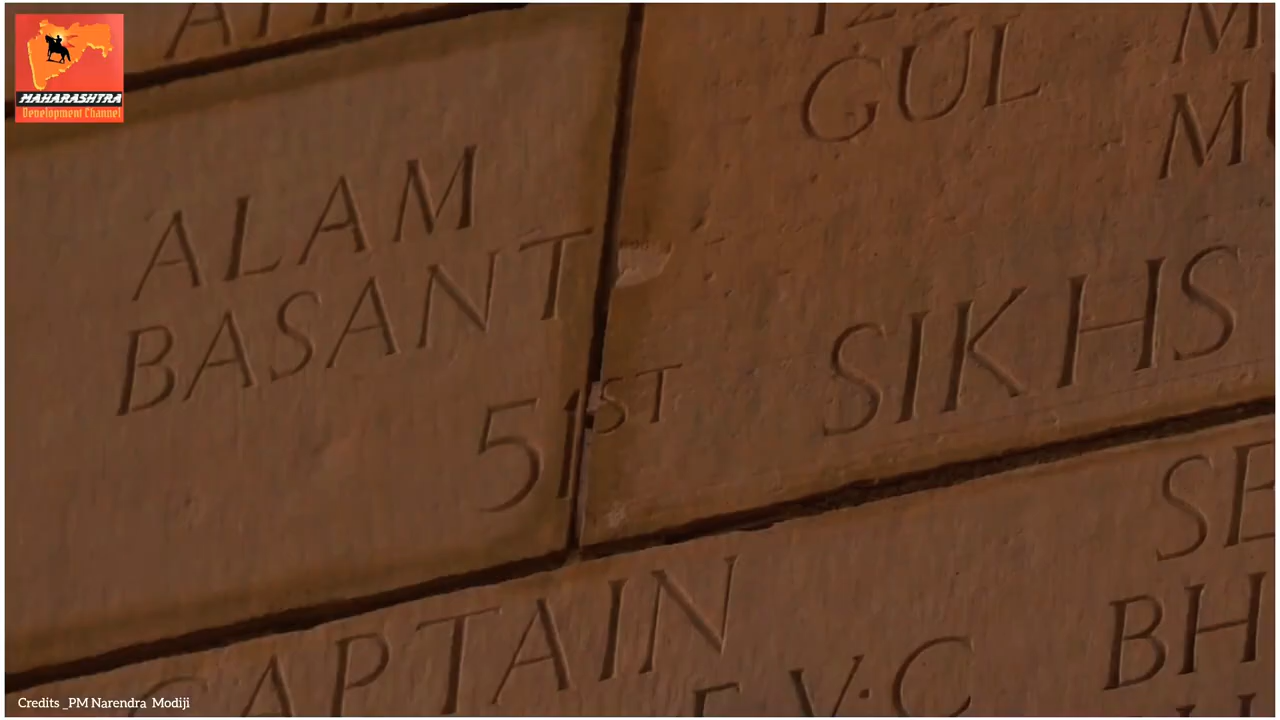 MAHARASHTRA
Development Channel
GUL
ALAM
BASANT
51ST SIKHS
CAPTAIN
V.C
Credits _PM Narendra Modiji